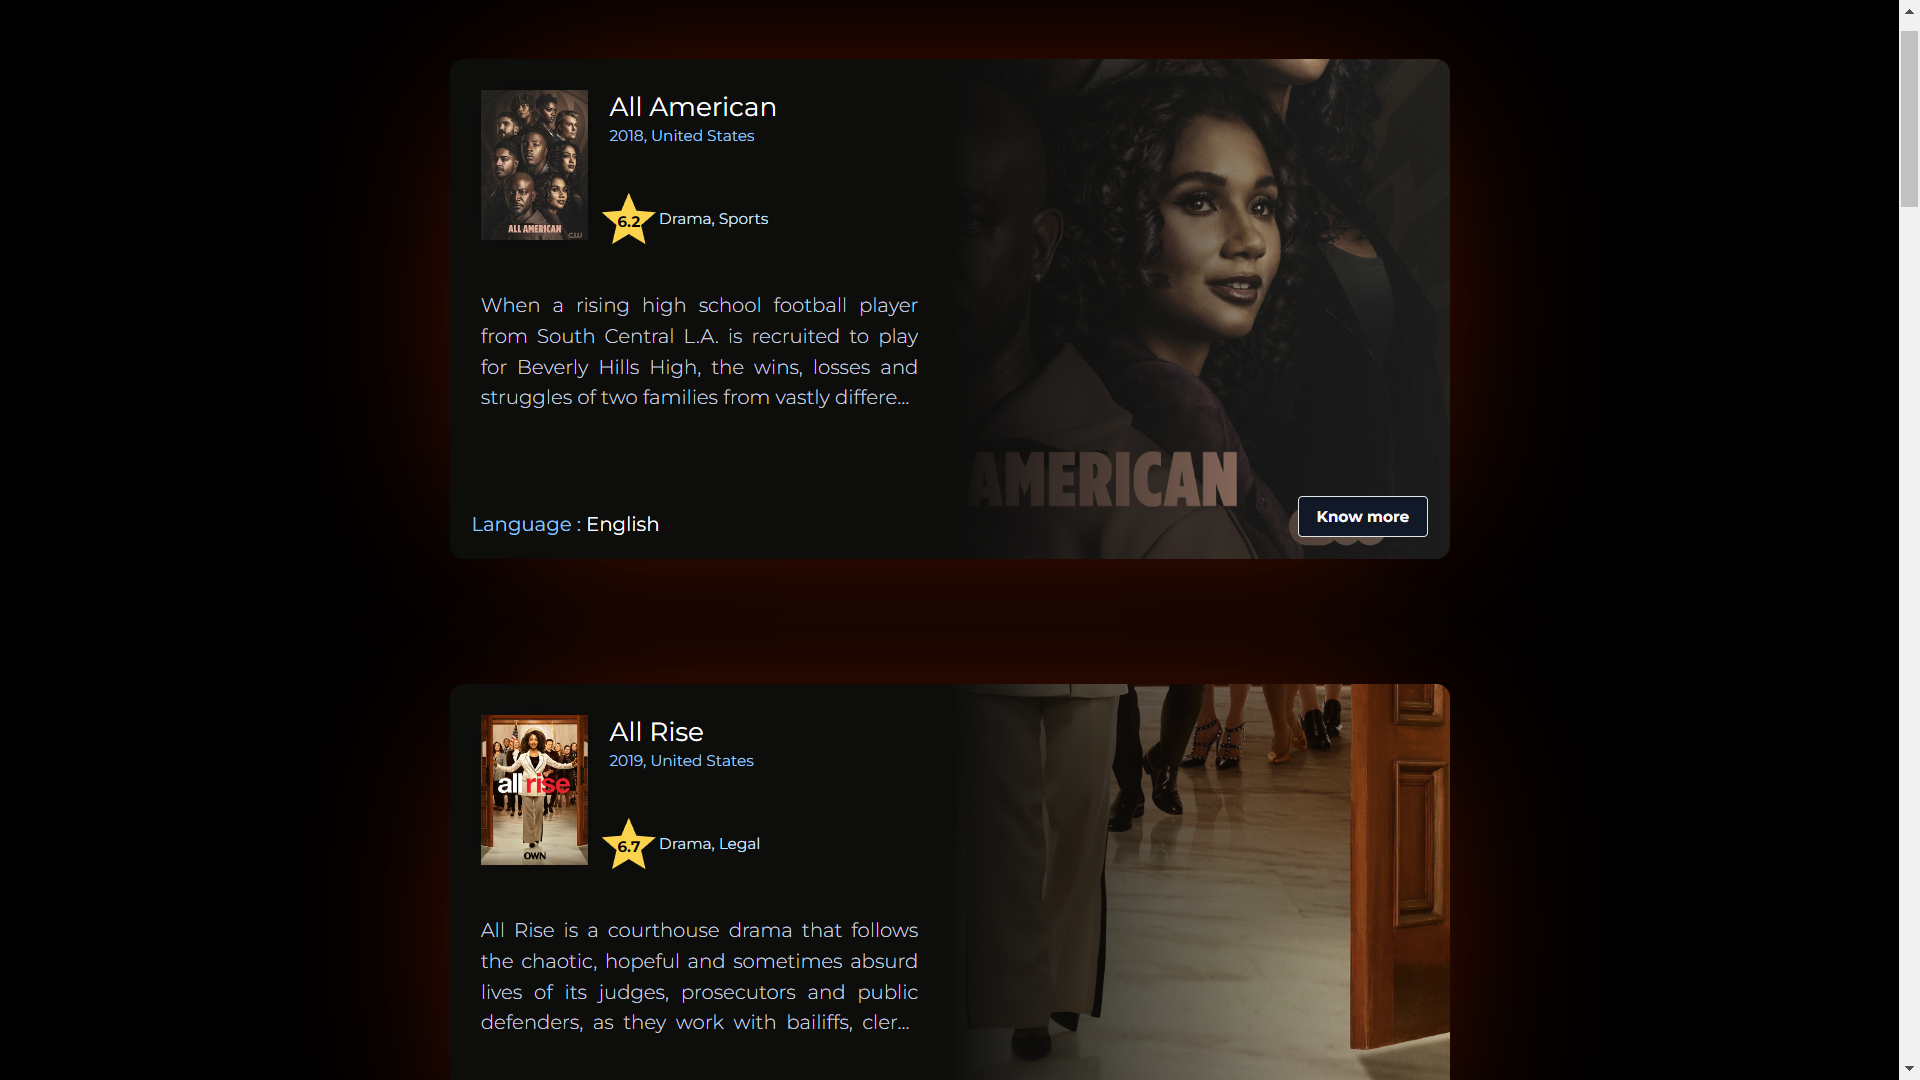 All American
2018, United States
ALL AMERICAN
CW
6.2
Drama, Sports
When a rising high school football player
from South Central L.A. is recruited to play
for Beverly Hills High, the wins, losses and
struggles of two families from vastly differe...
AMERICAN
Language : English
Know more
All Rise
2019, United States
all rise
OWN
6.7
Drama, Legal
All Rise is a courthouse drama that follows
the chaotic, hopeful and sometimes absurd
lives of its judges, prosecutors and public
defenders, as they work with bailiffs, cler...